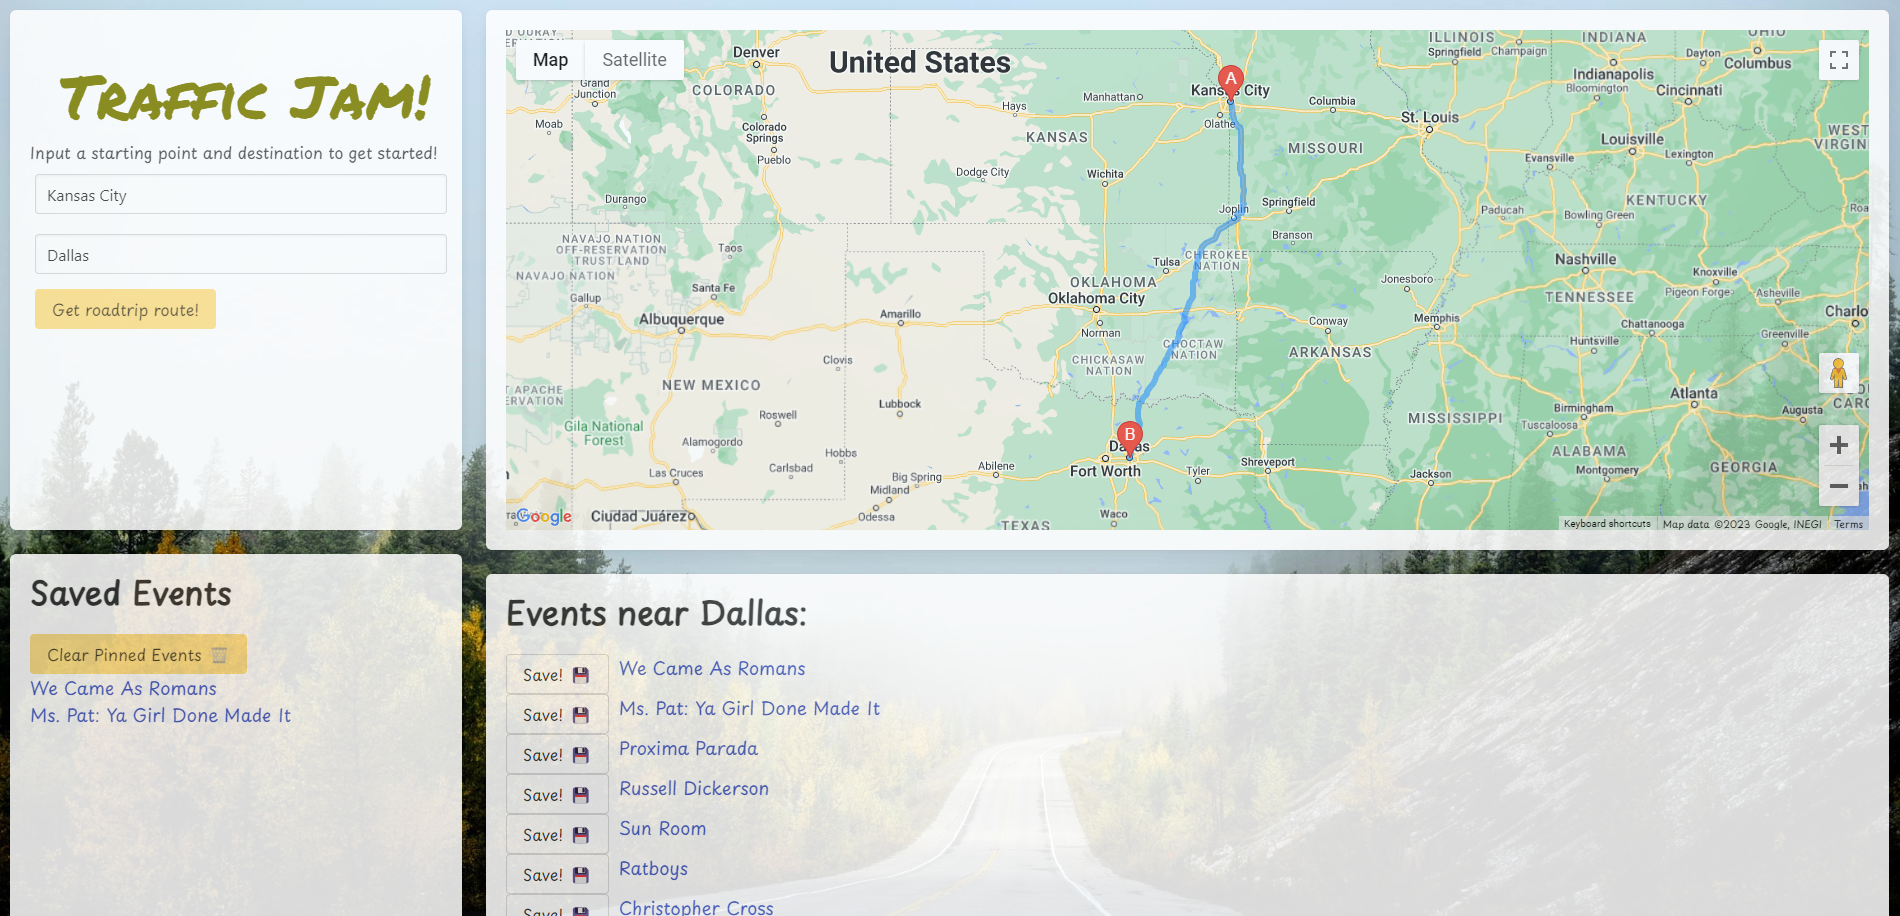 Traffic Jam!
Input a starting point and destination to get started!
Kansas City
Dallas
Get roadtrip route!
Saved Events
Clear Pinned Events
We Came As Romans
Ms. Pat: Ya Girl Done Made It
Map
Satellite
United States
Denver
Grand
Junction
COLORADO
Moab
Colorado
Springs
Pueblo
Hays
Manhattan
KANSAS
Kansas City
A
Olathe
Columbia
St. Louis
MISSOURI
ILLINOIS
Springfield
Champaign
INDIANA
Indianapolis
Bloomington
OHIO
Dayton
Columbus
Cincinnati
Louisville
Lexington
Evansville
WEST
VIRGIN
Dodge City
Wichita
Durango
Joplin
Springfield
Branson
Paducah
Bowling Green
KENTUCKY
Roa
NAVAJO NATION
OFF-RESERVATION
TRUST LAND
NAVAJO NATION
Taos
Santa Fe
Gallup
Albuquerque
Tulsa
CHEROKEE
NATION
OKLAHOMA
Oklahoma City
Norman
Amarillo
Clovis
CHICKASAW
NATION
CHOCTAW
NATION
Jonesboro
Nashville
TENNESSEE
Knoxville
Pigeon Forge
Asheville
Charlo
Greenville
Chattanooga
Huntsville
Memphis
Conway
ARKANSAS
NEW MEXICO
T APACHE
ERVATION
Gila National
Forest
Roswell
Alamogordo
Lubbock
Hobbs
Carlsbad
Las Cruces
Big Spring
Midland
Odessa
Abilene
Ciudad Juárez
TEXAS
Waco
B
Dallas
Fort Worth
Tyler
Shreveport
Jackson
MISSISSIPPI
Birmingham
Tuscaloosa
ALABAMA
Montgomery
Atlanta
Augusta
GEORGIA
CARO
Google
Keyboard shortcuts
Map data ©2023 Google, INEGI
Terms
Events near Dallas:
Save! We Came As Romans
Save! Ms. Pat: Ya Girl Done Made It
Save! Proxima Parada
Save! Russell Dickerson
Save! Sun Room
Save! Ratboys
Save! Christopher Cross